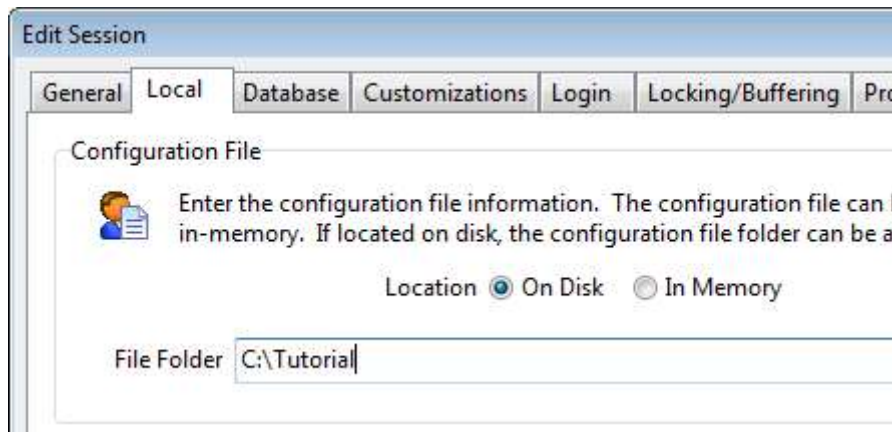 Edit Session
General Local Database Customizations Login Locking/Buffering Pro
Configuration File
Enter the configuration file information. The configuration file can
in-memory. If located on disk, the configuration file folder can be a
Location On Disk In Memory
File Folder C:\Tutorial